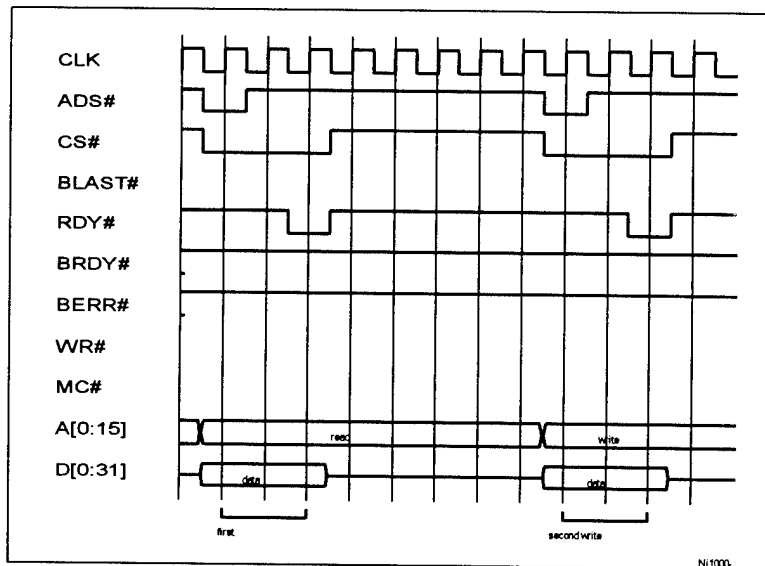 CLK
ADS#
CS#
BLAST#
RDY#
BRDY#
BERR#
WR#
MC#
A[0:15]
read
write
D[0:31]
data
data
first
second write
Ni1000-